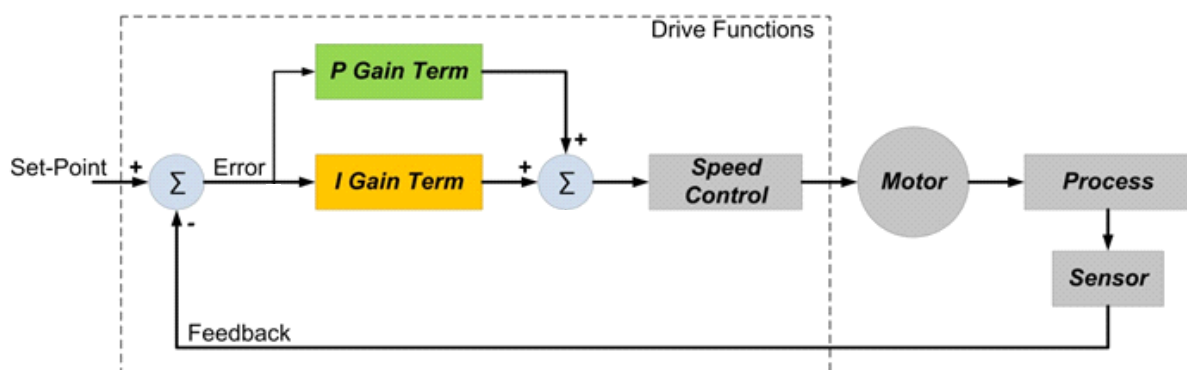 Drive Functions
P Gain Term
+
Set-Point
+
Σ
Error
I Gain Term
+
Σ
Speed
Control
Motor
Process
-
Sensor
Feedback